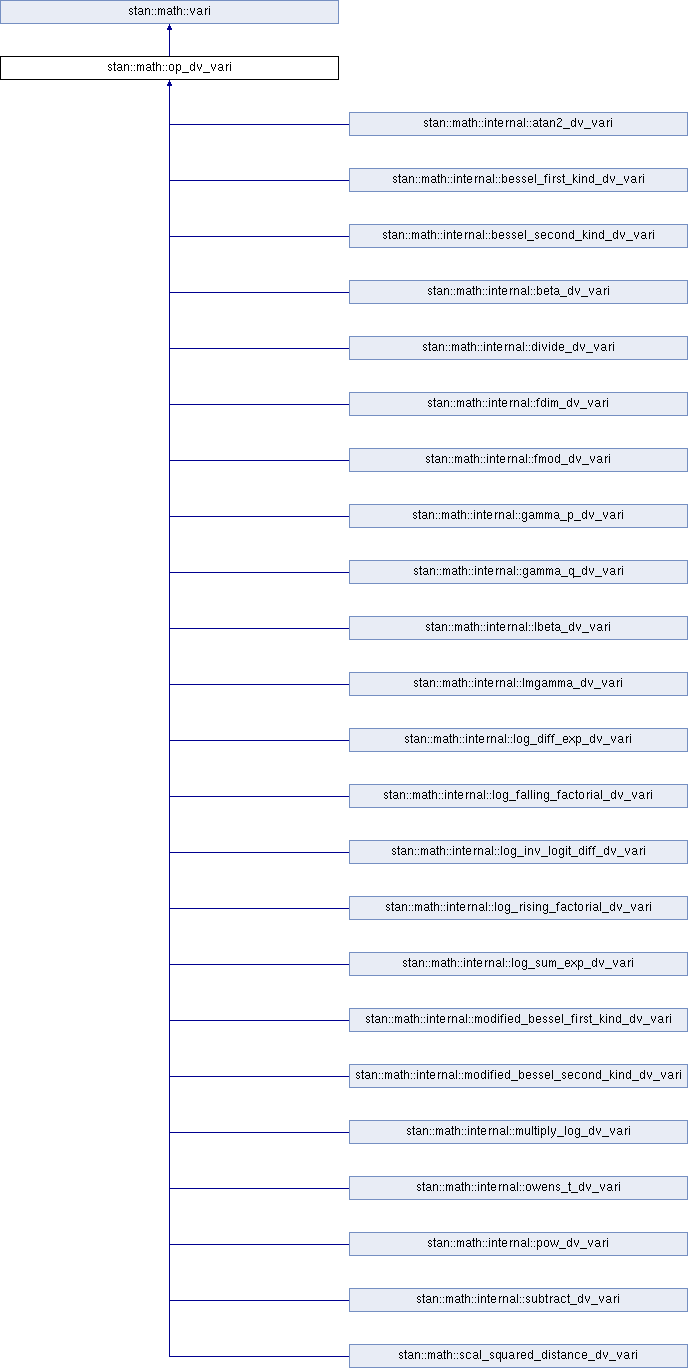 stan::math::vari
stan::math::op_dv_vari
stan::math::internal::atan2_dv_vari
stan::math::internal::bessel_first_kind_dv_vari
stan::math::internal::bessel_second_kind_dv_vari
stan::math::internal::beta_dv_vari
stan::math::internal::divide_dv_vari
stan::math::internal::fdim_dv_vari
stan::math::internal::fmod_dv_vari
stan::math::internal::gamma_p_dv_vari
stan::math::internal::gamma_q_dv_vari
stan::math::internal::lbeta_dv_vari
stan::math::internal::lmgamma_dv_vari
stan::math::internal::log_diff_exp_dv_vari
stan::math::internal::log_falling_factorial_dv_vari
stan::math::internal::log_inv_logit_diff_dv_vari
stan::math::internal::log_rising_factorial_dv_vari
stan::math::internal::log_sum_exp_dv_vari
stan::math::internal::modified_bessel_first_kind_dv_vari
stan::math::internal::modified_bessel_second_kind_dv_vari
stan::math::internal::multiply_log_dv_vari
stan::math::internal::owens_t_dv_vari
stan::math::internal::pow_dv_vari
stan::math::internal::subtract_dv_vari
stan::math::scal_squared_distance_dv_vari